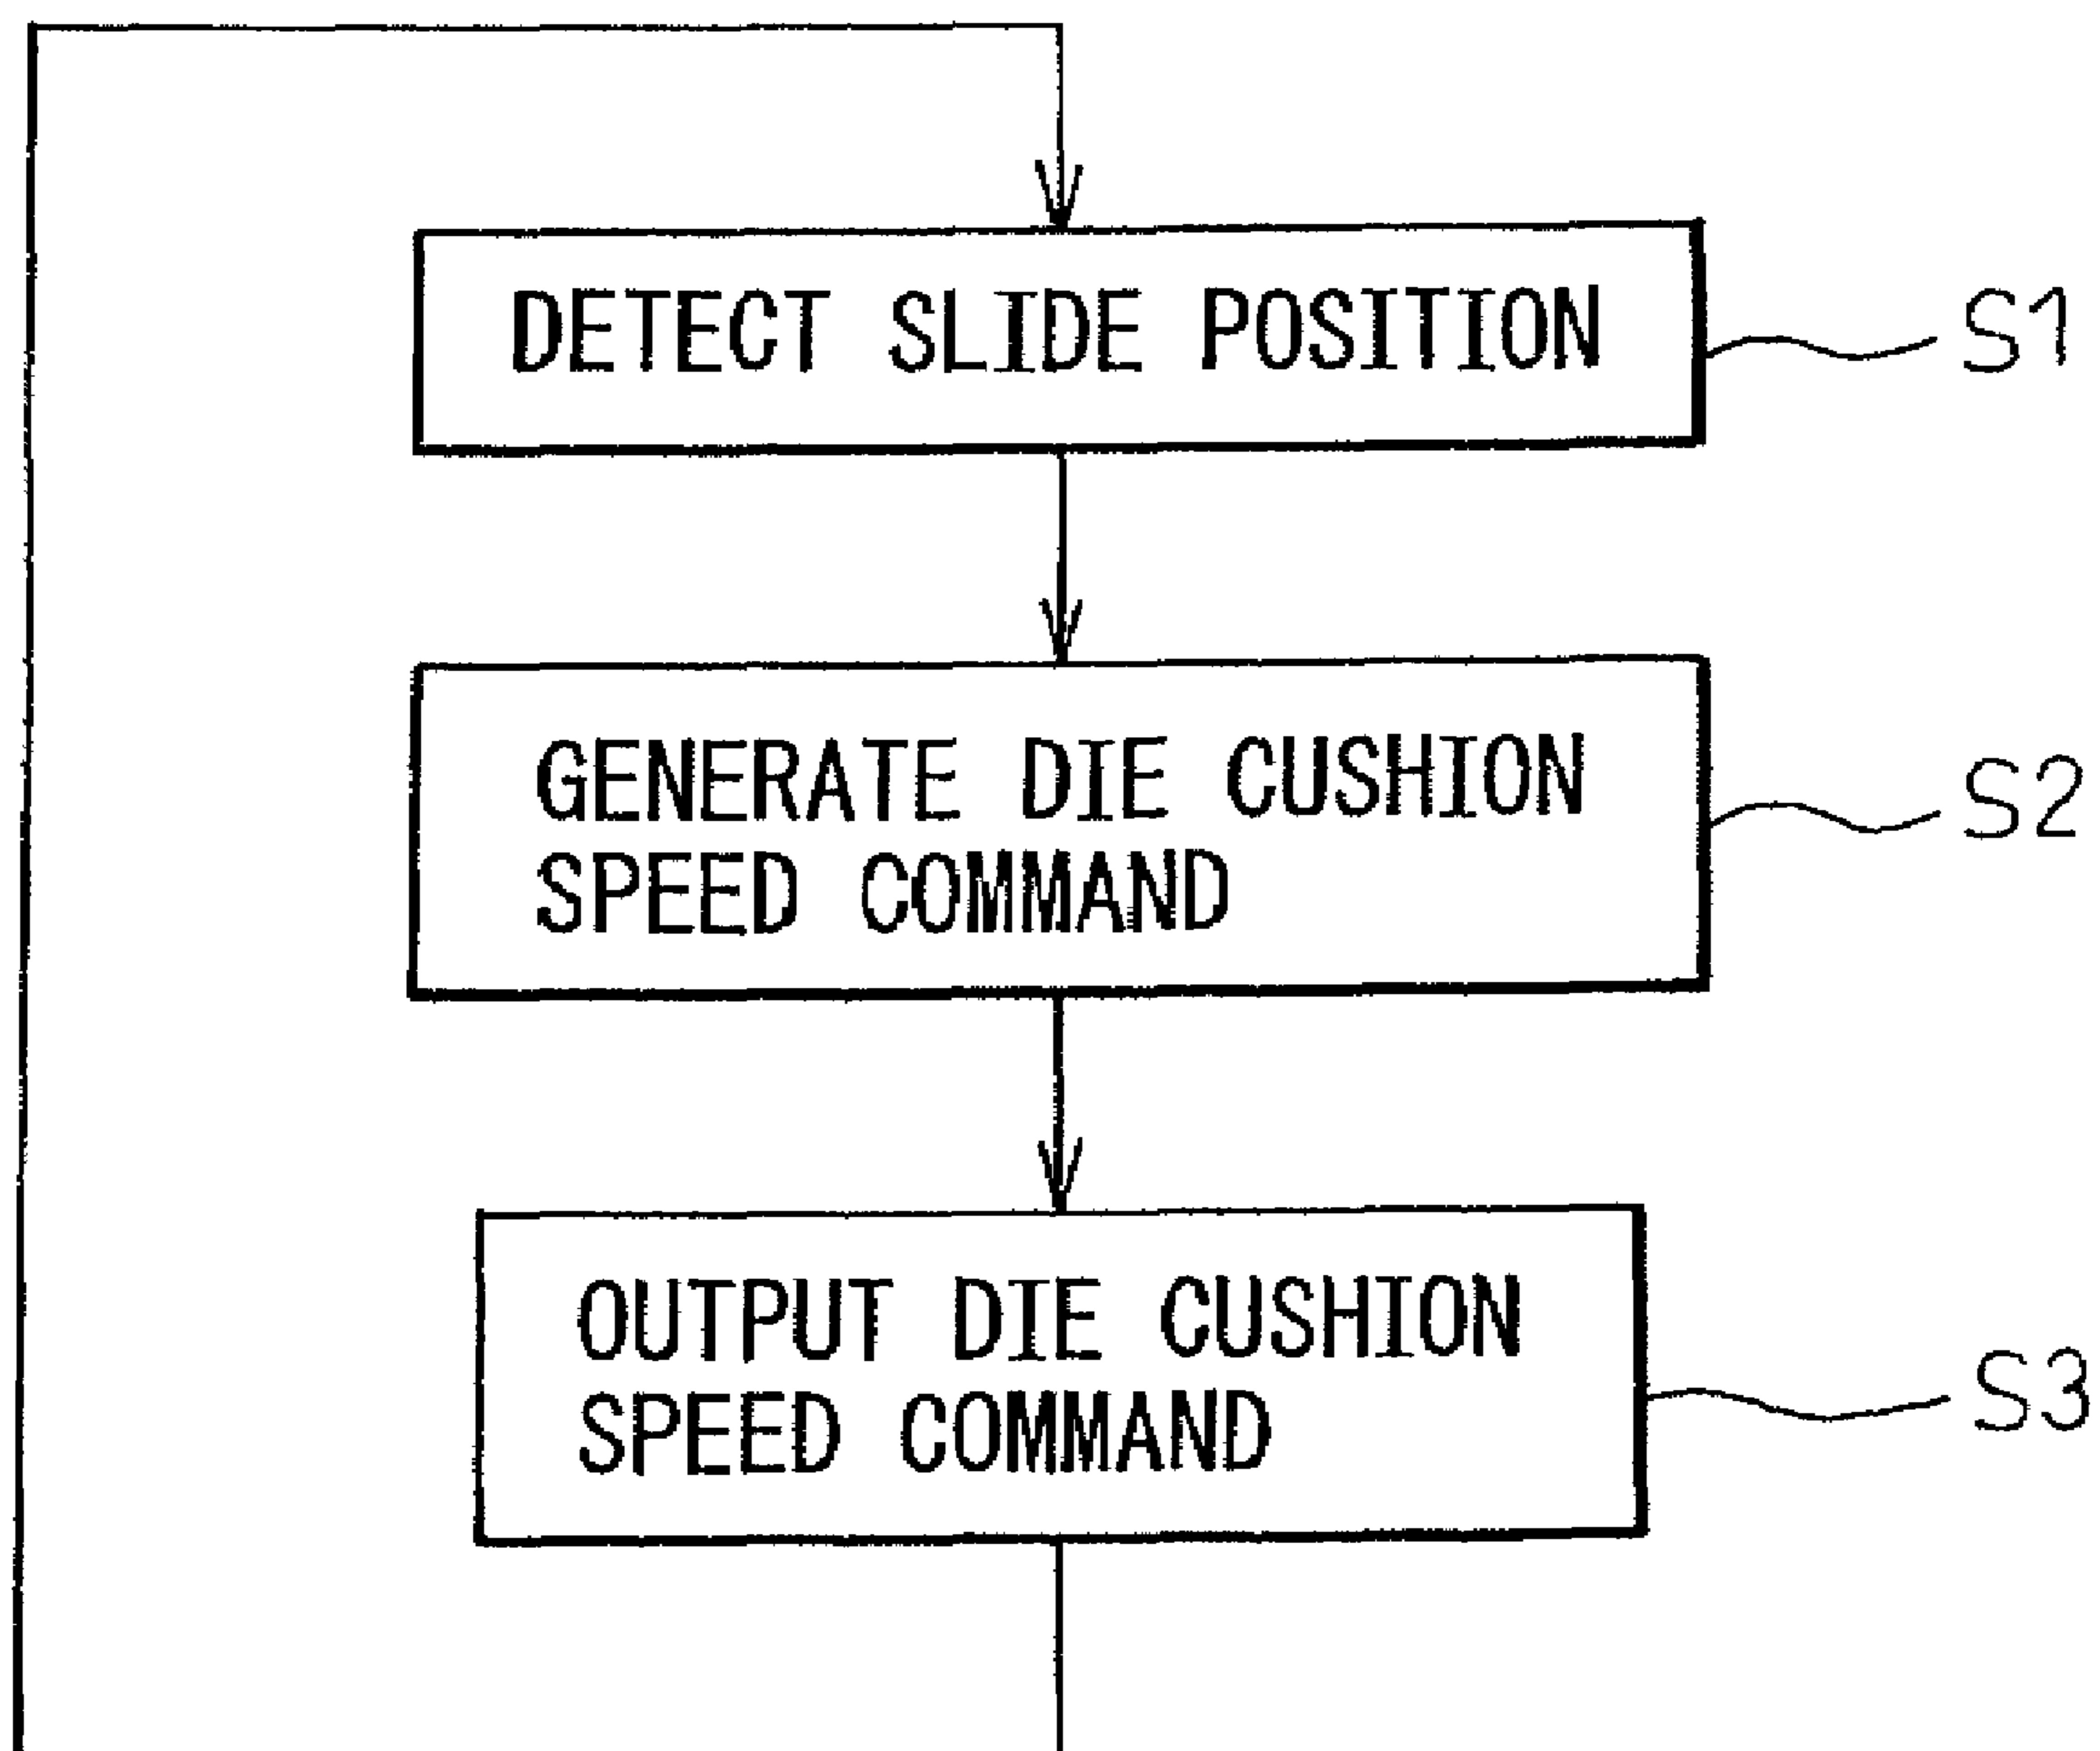 DETECT SLIDE POSITION
S1
GENERATE DIE CUSHION
SPEED COMMAND
S2
OUTPUT DIE CUSHION
SPEED COMMAND
S3